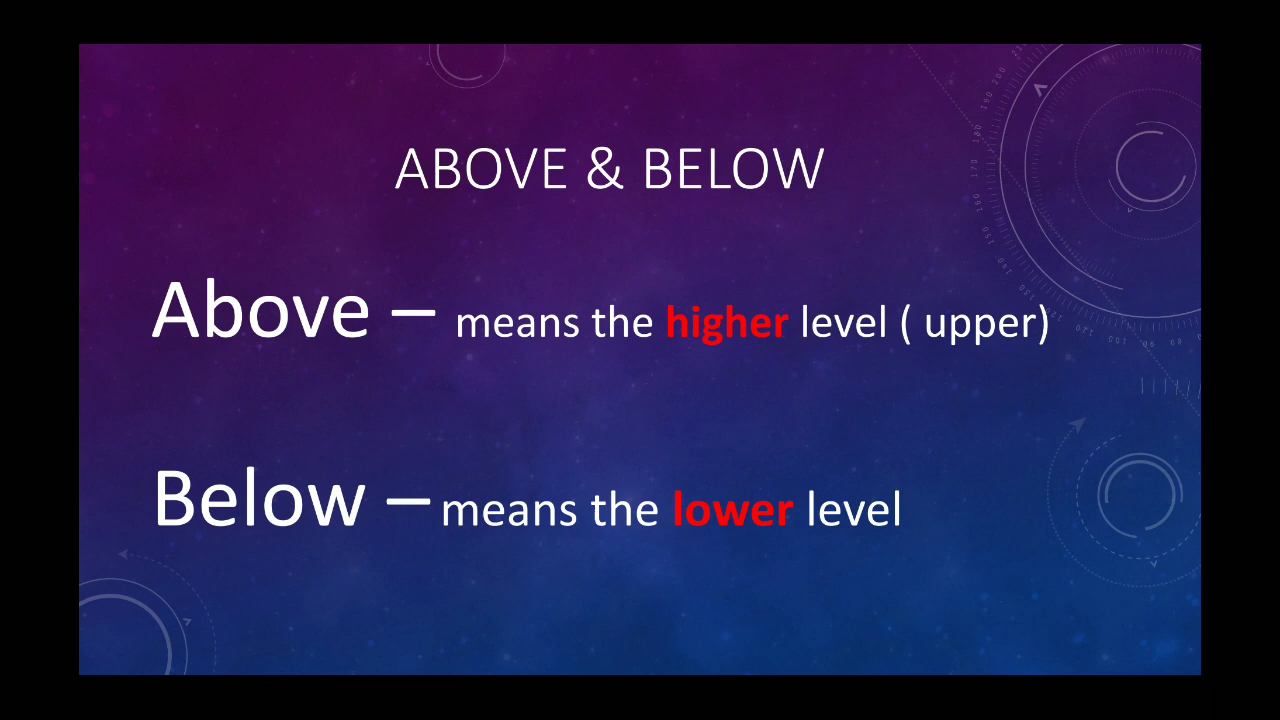 ABOVE & BELOW
Above – means the higher level ( upper)
Below – means the lower level